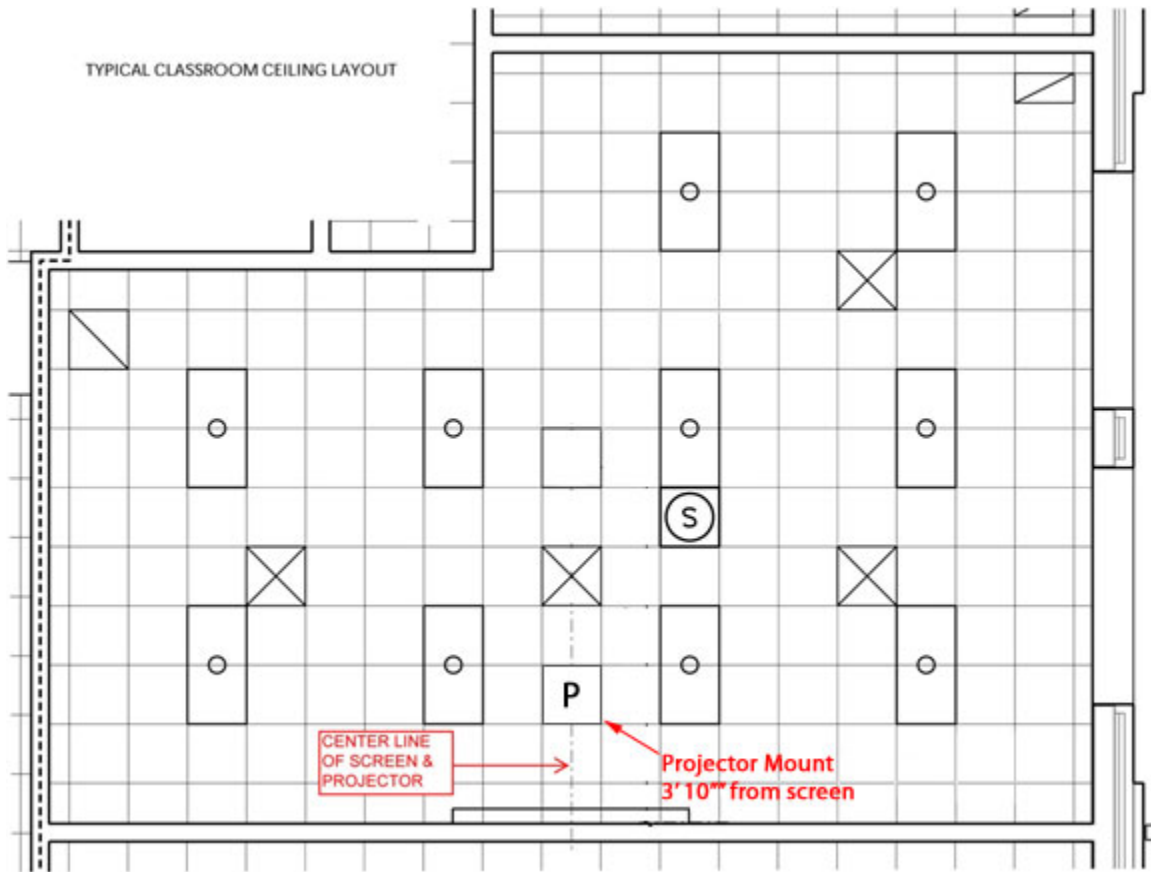 TYPICAL CLASSROOM CEILING LAYOUT
S
P
CENTER LINE
OF SCREEN &
PROJECTOR
Projector Mount
3' 10"" from screen